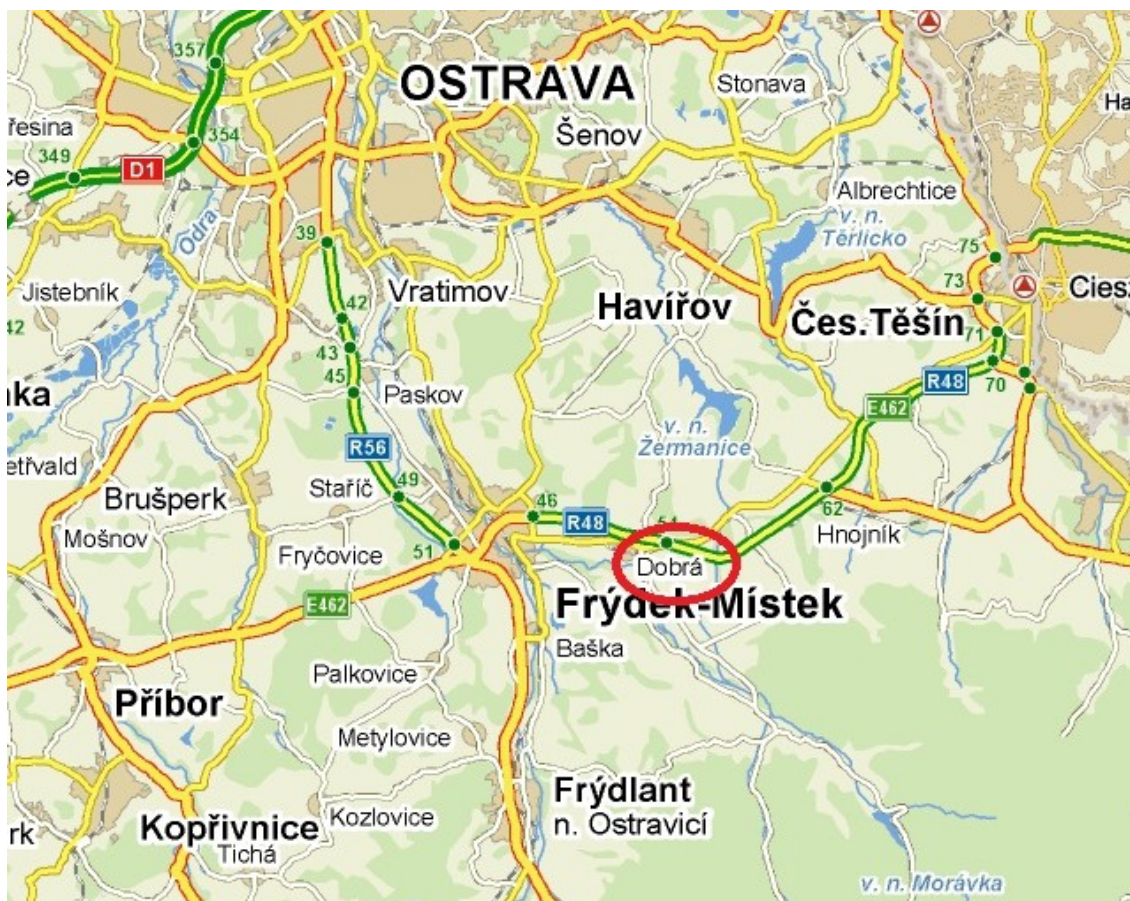 357
OSTRAVA
Stonava
Ha
řesina
354
Šenov
349
ce
D1
Albrechtice
v. n.
Těrlicko
Odra
39
75
Jistebník
42
Vratimov
42
Havířov
73
Cies
Čes.Těšín
71
43
45
Paskov
R48
70
ka
R56
E462
v. n.
Žermanice
etřvald
Brušperk
Staříč
49
46
R48
62
Mošnov
Fryčovice
51
Hnojník
Dobrá
E462
Frýdek-Místek
Baška
Palkovice
Příbor
Metylovice
Frýdlant
n. Ostravicí
Kozlovice
rk
Kopřivnice
Tichá
v. n. Morávka